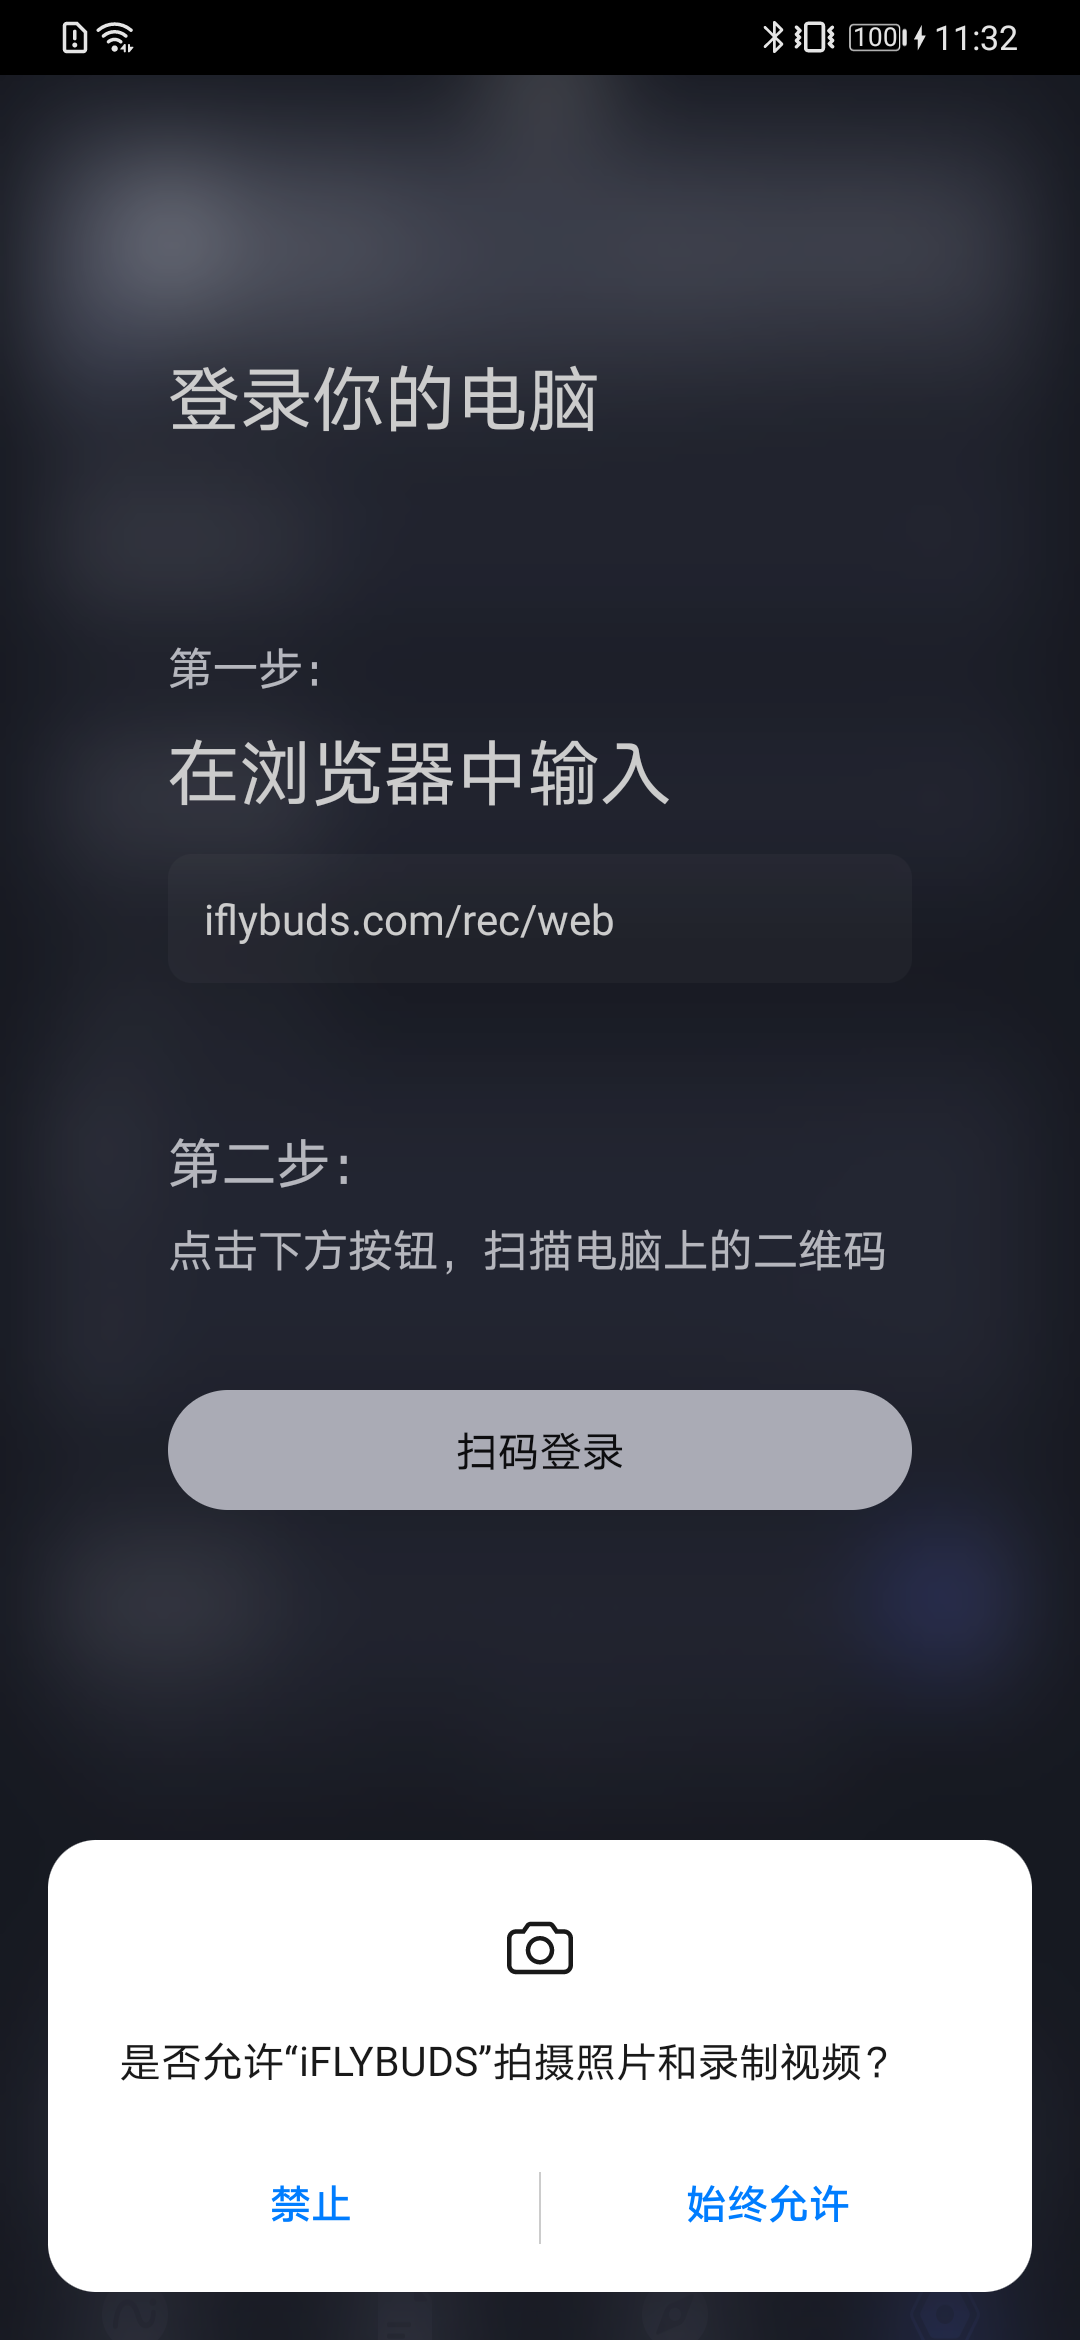 100 11:32
登录你的电脑
第一步：
在浏览器中输入
iflybuds.com/rec/web
第二步：
点击下方按钮，扫描电脑上的二维码
扫码登录
是否允许“iFLYBUDS”拍摄照片和录制视频？
禁止 始终允许